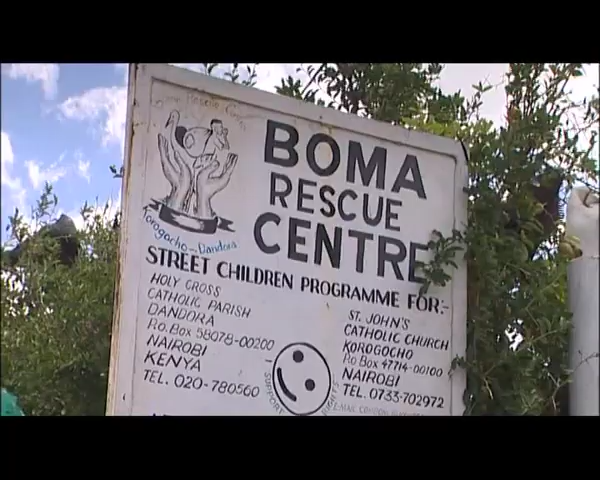 BOMA
RESCUE
CENTRE
Korogocho-Dandora
STREET CHILDREN PROGRAMME FOR:-
HOLY CROSS
CATHOLIC PARISH
DANDORA
P.O.Box 58078-00200
NAIROBI
KENYA
TEL. 020-780560
ST. JOHN'S
CATHOLIC CHURCH
KOROGOCHO
P.o Box 47714-00100
NAIROBI
TEL. 0733-702972
SUPPORT